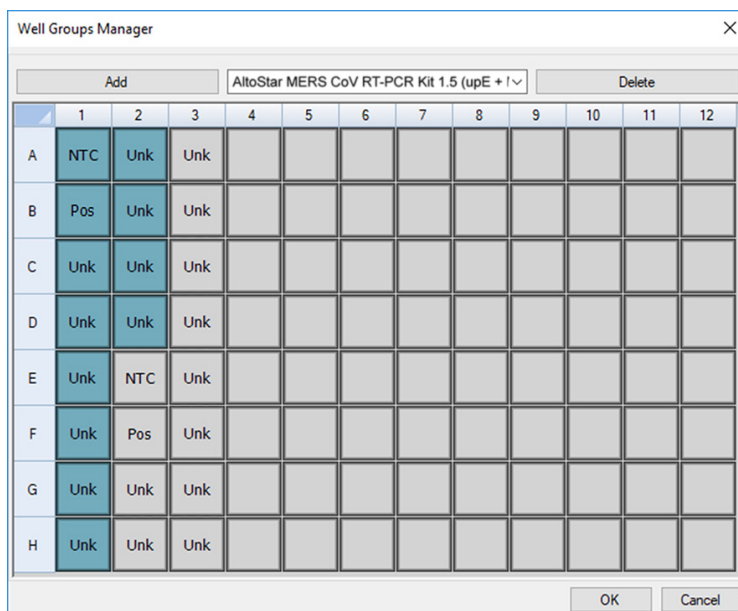 Well Groups Manager
Add AltoStar MERS CoV RT-PCR Kit 1.5 (upE + Delete
1 2 3 4 5 6 7 8 9 10 11 12
A NTC Unk Unk
B Pos Unk Unk
C Unk Unk Unk
D Unk Unk Unk
E Unk NTC Unk
F Unk Pos Unk
G Unk Unk Unk
H Unk Unk Unk
OK Cancel